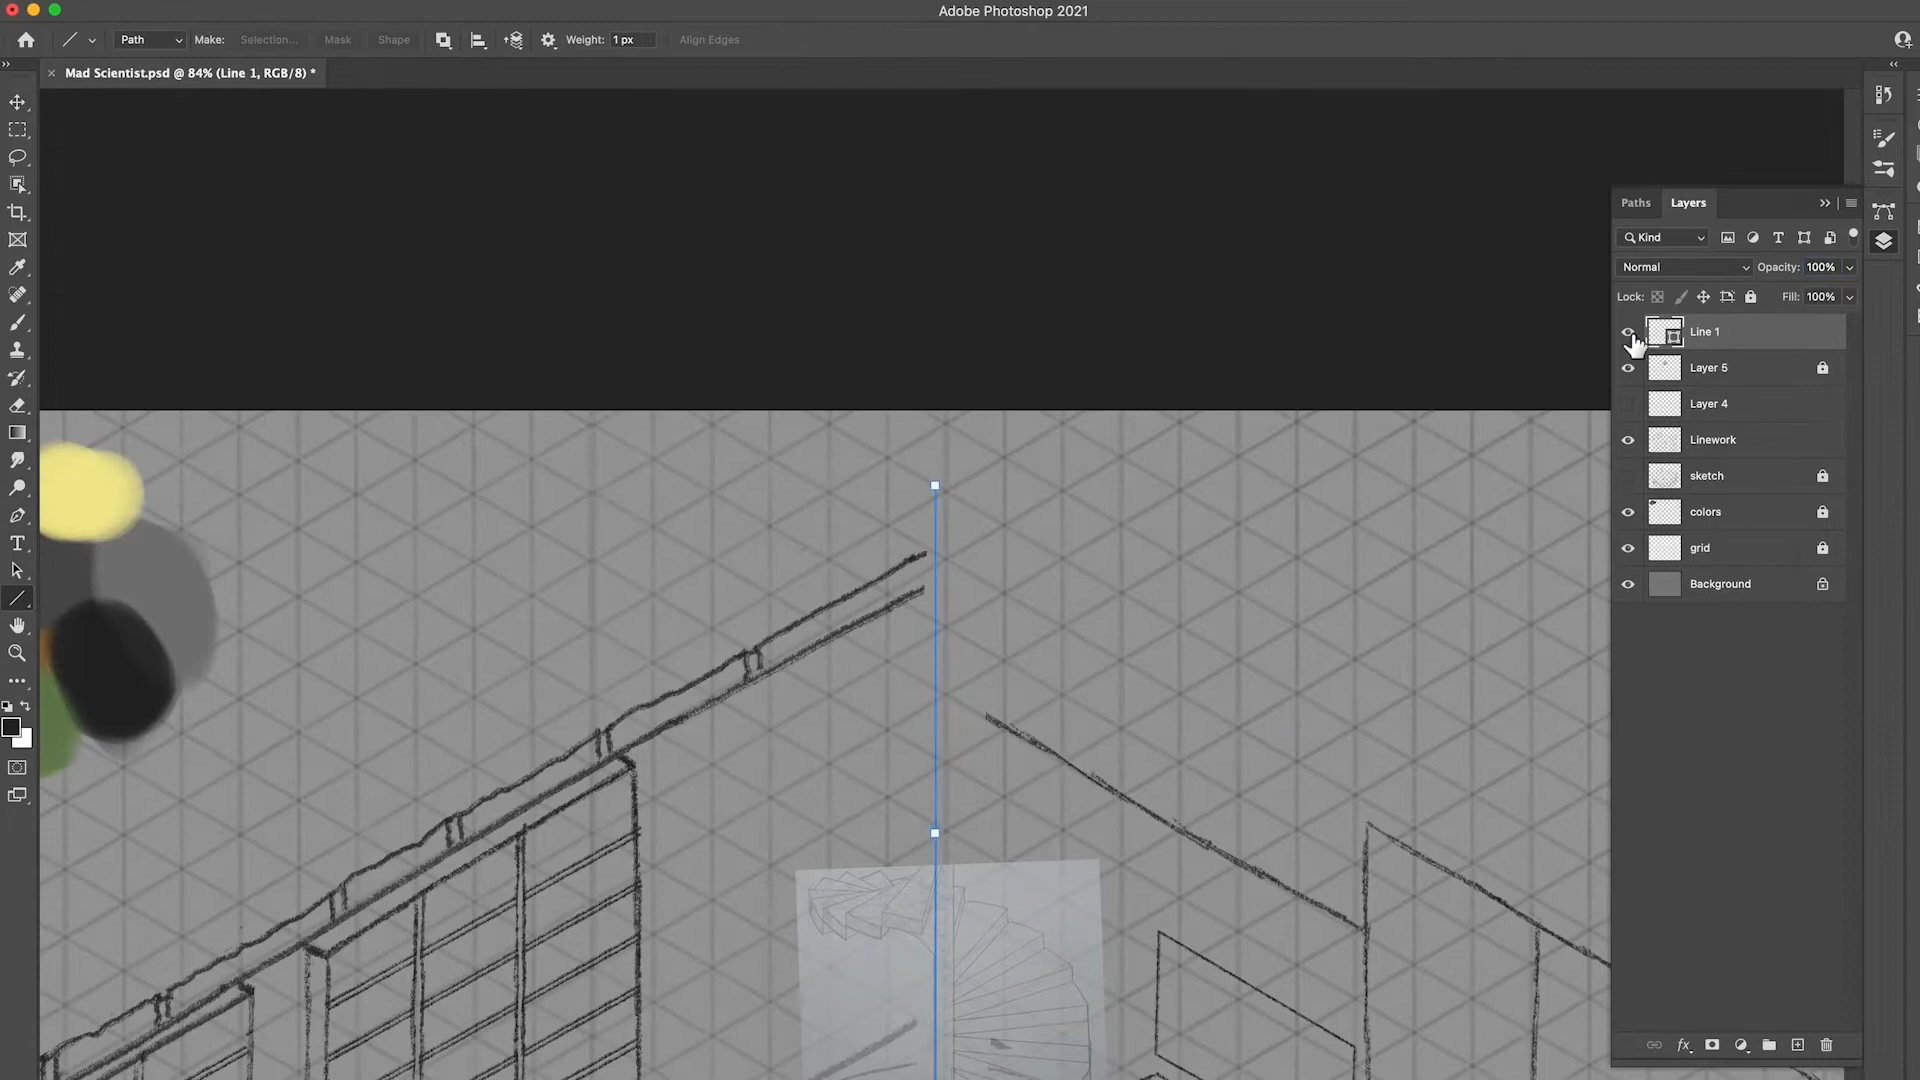 Adobe Photoshop 2021
Path Make: Selection... Mask Shape Weight: 1 px Align Edges
Mad Scientist.psd @ 84% (Line 1, RGB/8) *
Paths Layers
Kind
Normal Opacity: 100%
Lock: Fill: 100%
Line 1
Layer 5
Layer 4
Linework
sketch
colors
grid
Background